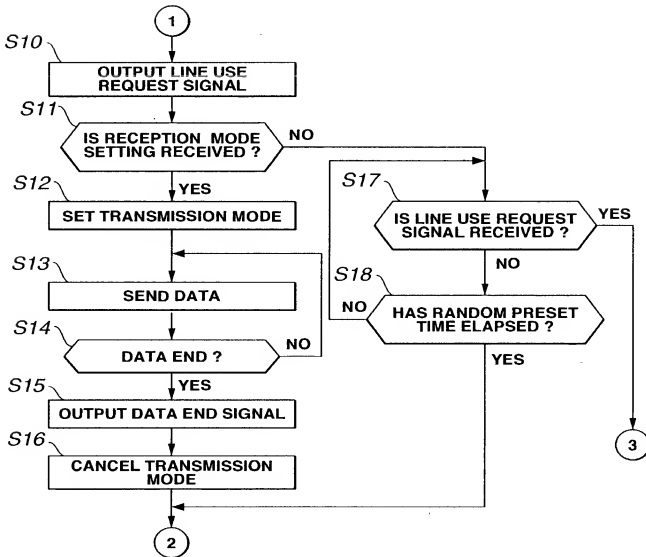 1
S10
OUTPUT LINE USE
REQUEST SIGNAL
S11
IS RECEPTION MODE
SETTING RECEIVED ?
NO
YES
S12
SET TRANSMISSION MODE
S13
SEND DATA
S14
DATA END ?
NO
YES
S15
OUTPUT DATA END SIGNAL
S16
CANCEL TRANSMISSION
MODE
2
S17
IS LINE USE REQUEST
SIGNAL RECEIVED ?
YES
NO
S18
NO
HAS RANDOM PRESET
TIME ELAPSED ?
YES
3